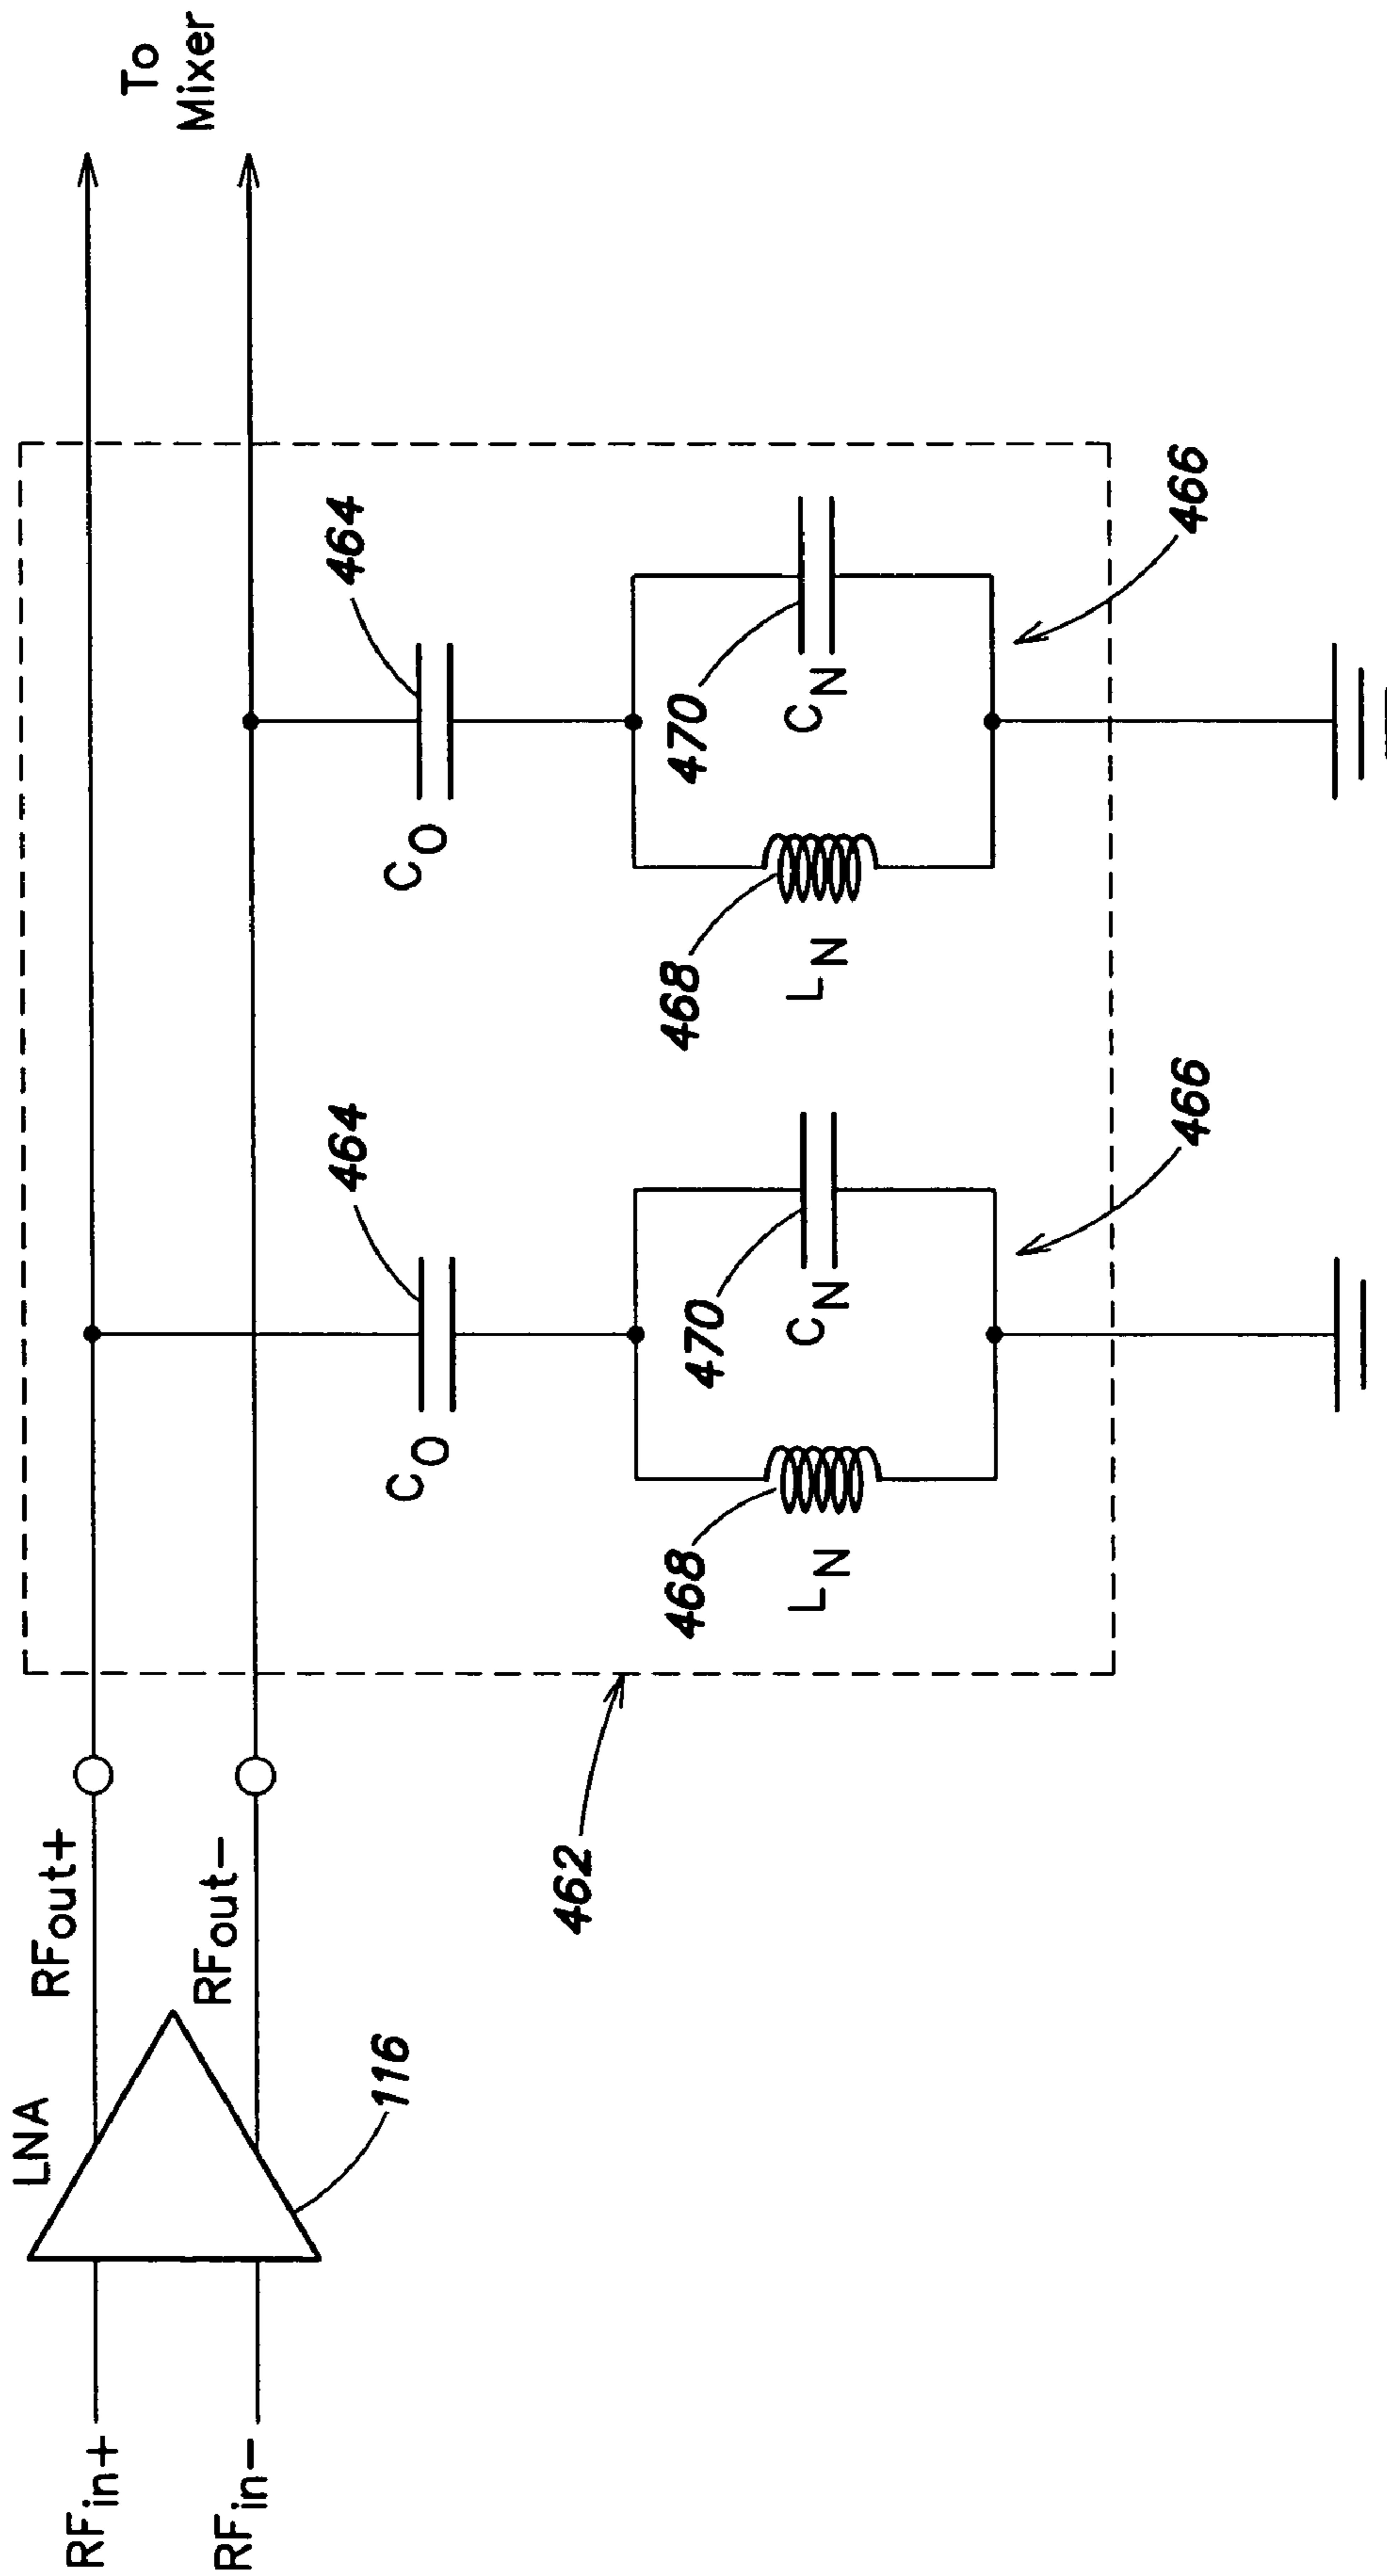 LNA
RFin+
RFin−
RFout+
RFout−
116
462
To
Mixer
CO
464
CO
464
468
LN
470
CN
466
468
LN
470
CN
466